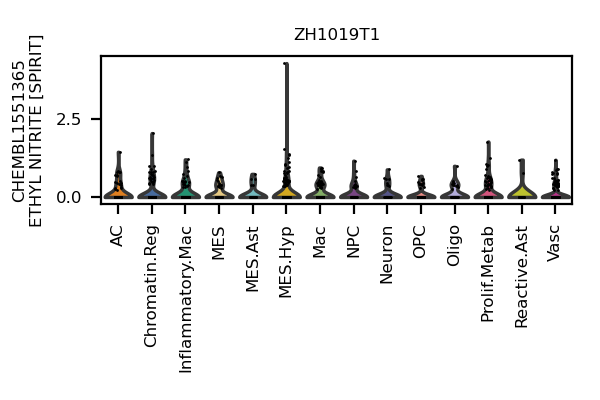 ZH1019T1
CHEMBL1551365
ETHYL NITRITE [SPIRIT]
2.5
0.0
AC
Chromatin.Reg
Inflammatory.Mac
MES
MES.Ast
MES.Hyp
Mac
NPC
Neuron
OPC
Oligo
Prolif.Metab
Reactive.Ast
Vasc